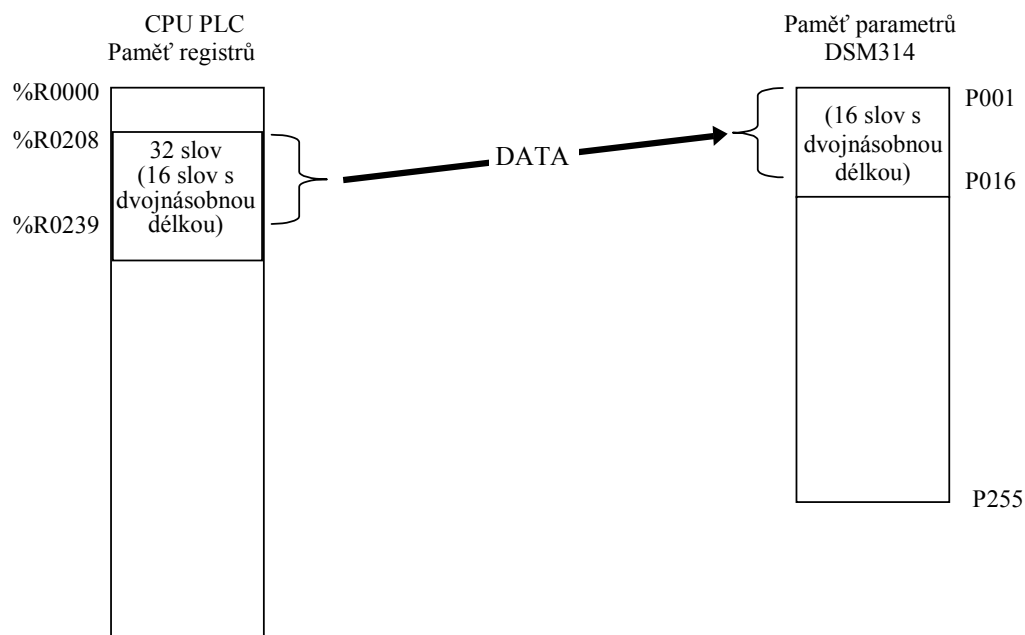 CPU PLC
Paměť registrů
%R0000
%R0208
%R0239
32 slov
(16 slov s
dvojnásobnou
délkou)
DATA
Paměť parametrů
DSM314
(16 slov s
dvojnásobnou
délkou)
P001
P016
P255